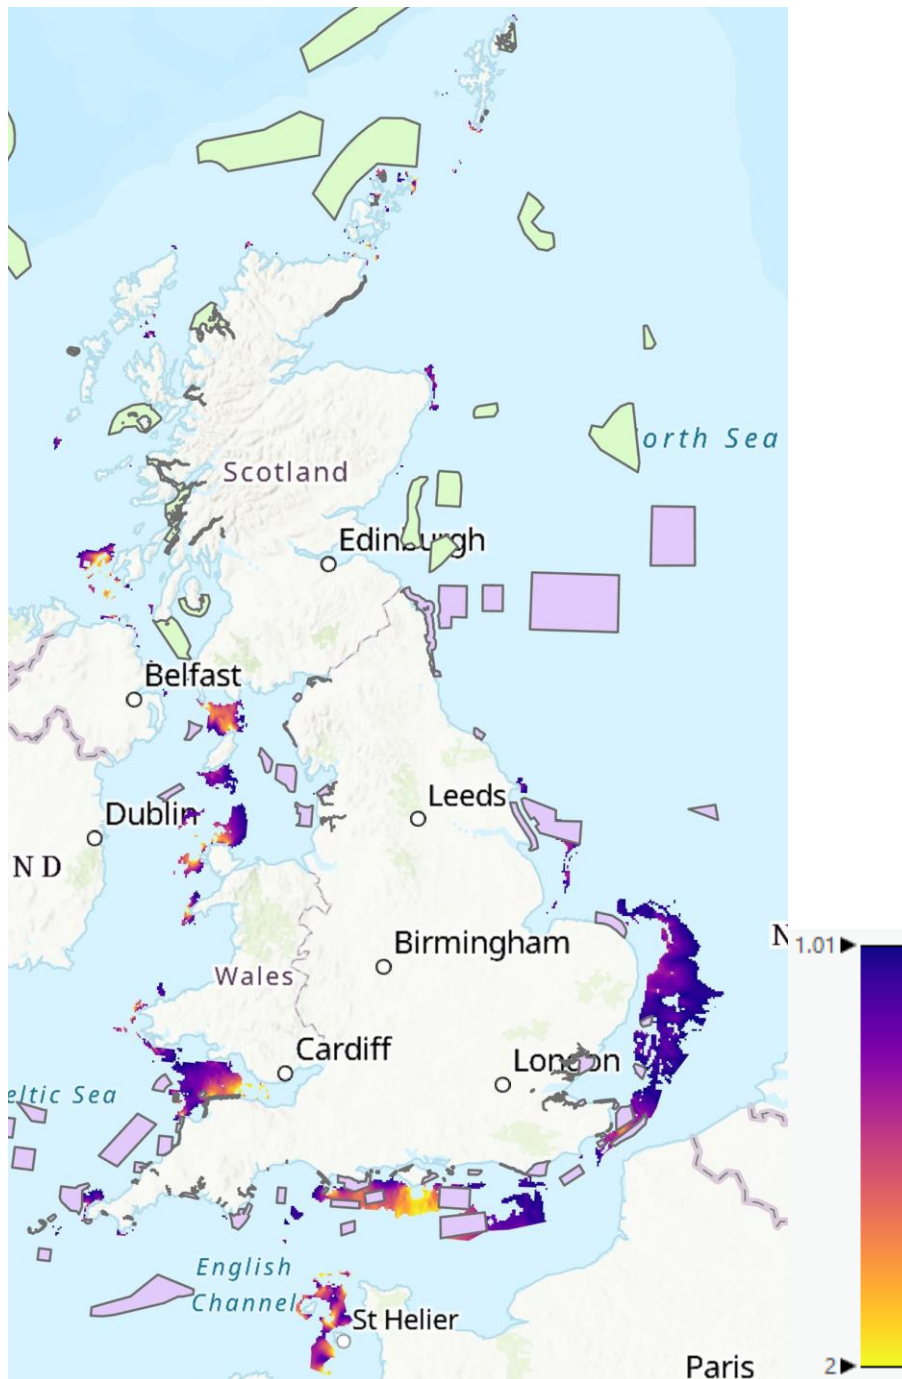 orth Sea
Scotland
Edinburgh
Belfast
Leeds
Dublin
ND
Birmingham
N
1.01
Wales
Cardiff
London
eltic Sea
English
Channel
St Helier
Paris
2